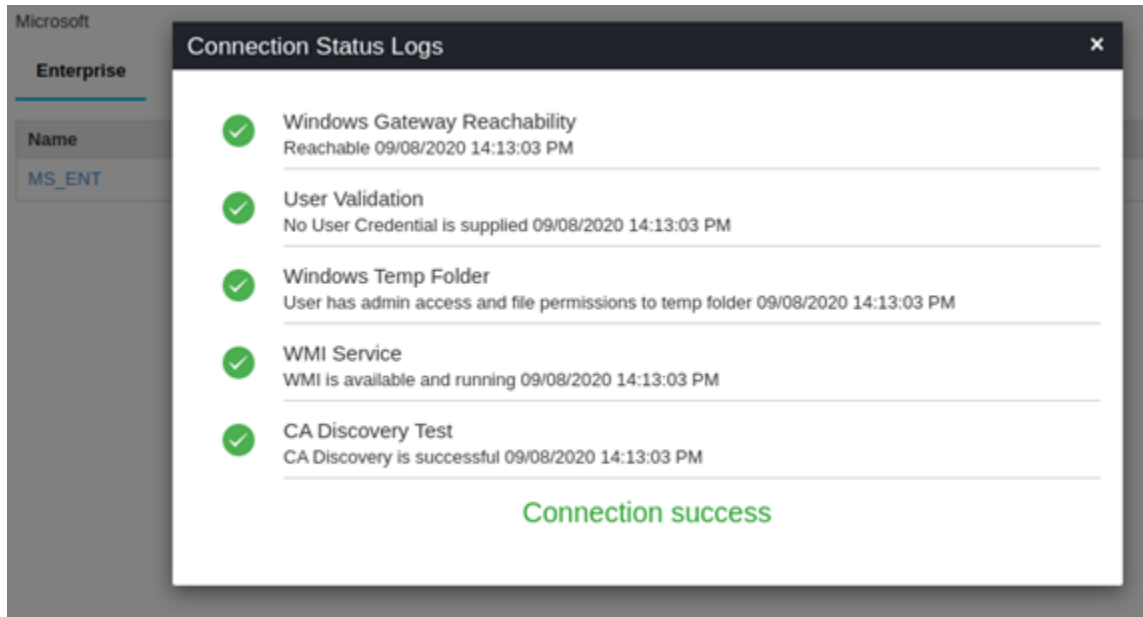 Microsoft
Enterprise
Name
MS_ENT
Connection Status Logs
×
Windows Gateway Reachability
Reachable 09/08/2020 14:13:03 PM
User Validation
No User Credential is supplied 09/08/2020 14:13:03 PM
Windows Temp Folder
User has admin access and file permissions to temp folder 09/08/2020 14:13:03 PM
WMI Service
WMI is available and running 09/08/2020 14:13:03 PM
CA Discovery Test
CA Discovery is successful 09/08/2020 14:13:03 PM
Connection success